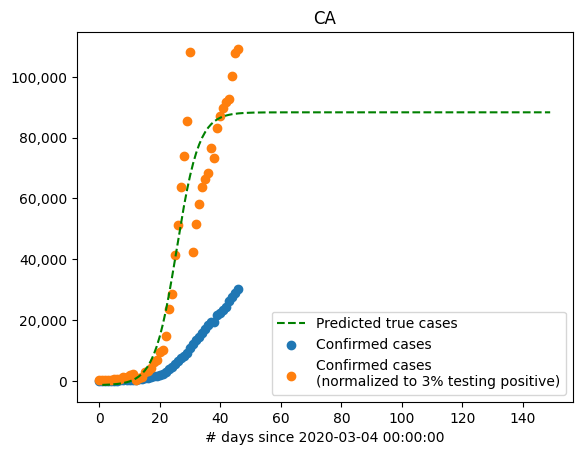 CA
100,000
80,000
60,000
40,000
20,000
0
0 20 40 60 80 100 120 140
# days since 2020-03-04 00:00:00
Predicted true cases
Confirmed cases
Confirmed cases
(normalized to 3% testing positive)